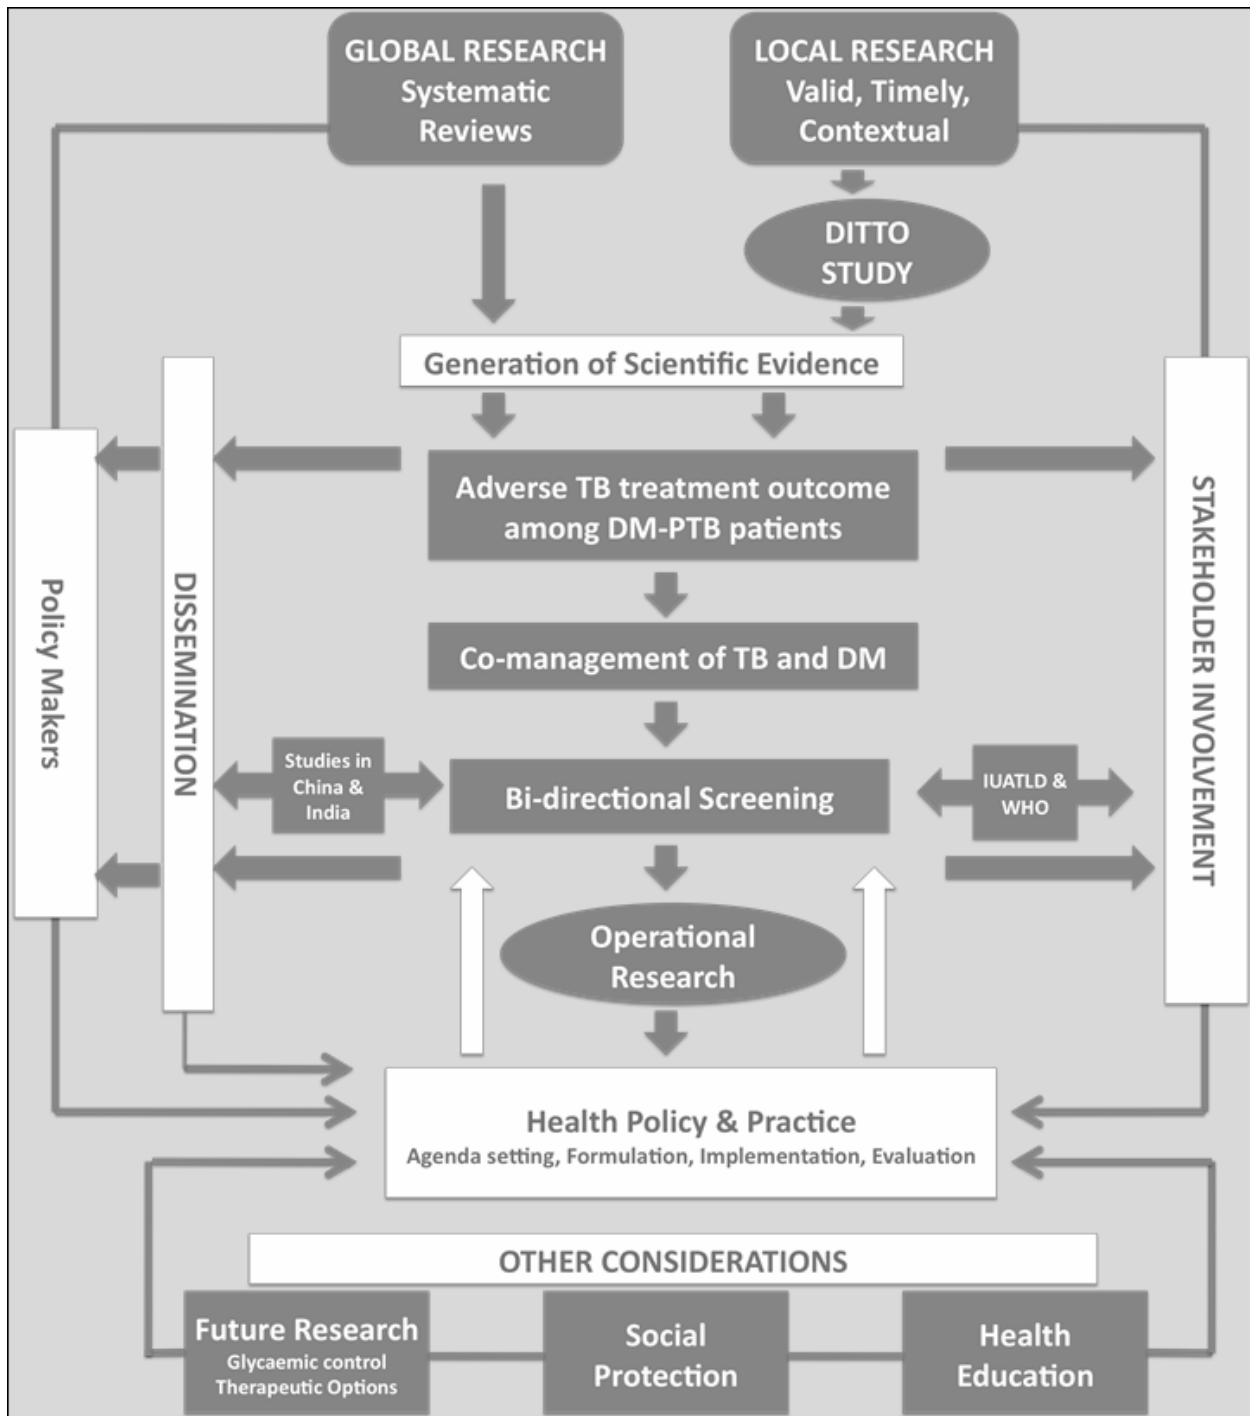 GLOBAL RESEARCH
Systematic
Reviews
LOCAL RESEARCH
Valid, Timely,
Contextual
DITTO
STUDY
Generation of Scientific Evidence
Adverse TB treatment outcome
among DM-PTB patients
Policy Makers
DISSEMINATION
STAKEHOLDER INVOLVEMENT
Co-management of TB and DM
Studies in
China &
India
Bi-directional Screening
IUATLD &
WHO
Operational
Research
Health Policy & Practice
Agenda setting, Formulation, Implementation, Evaluation
OTHER CONSIDERATIONS
Future Research
Glycaemic control
Therapeutic Options
Social
Protection
Health
Education